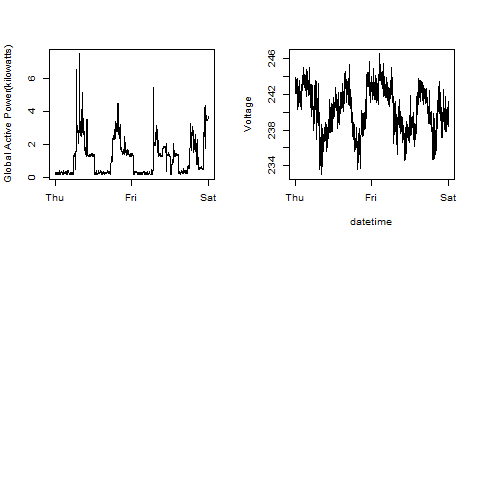 Global Active Power(kilowatts)
0 2 4 6
Thu Fri Sat
Voltage
234 238 242 246
Thu Fri Sat
datetime